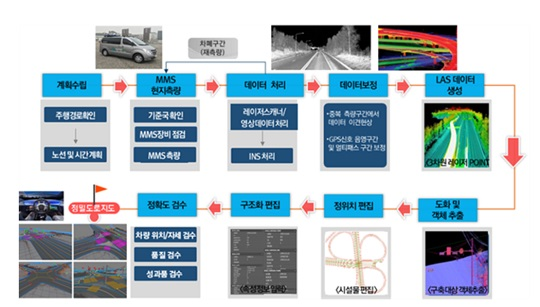 차폐구간
(재측량)
계획수립
MMS
현지측량
데이터 처리
데이터보정
LAS 데이터
생성
주행경로확인
노선 및 시간 계획
기준국 확인
MMS장비 점검
MMS 측량
레이저스캐너/
영상데이터 처리
INS 처리
•중복 측량구간에서
데이터 이견현상
•GPS신호 음영구간
및 멀티패스 구간 보정
〈3차원 레이저 POINT〉
정밀도로지도
정확도 검수
구조화 편집
정위치 편집
도화 및
객체 추출
차량 위치/자세 검수
품질 검수
성과품 검수
〈속성정보 입력〉
〈시설물 편집〉
〈구축대상 객체추출〉